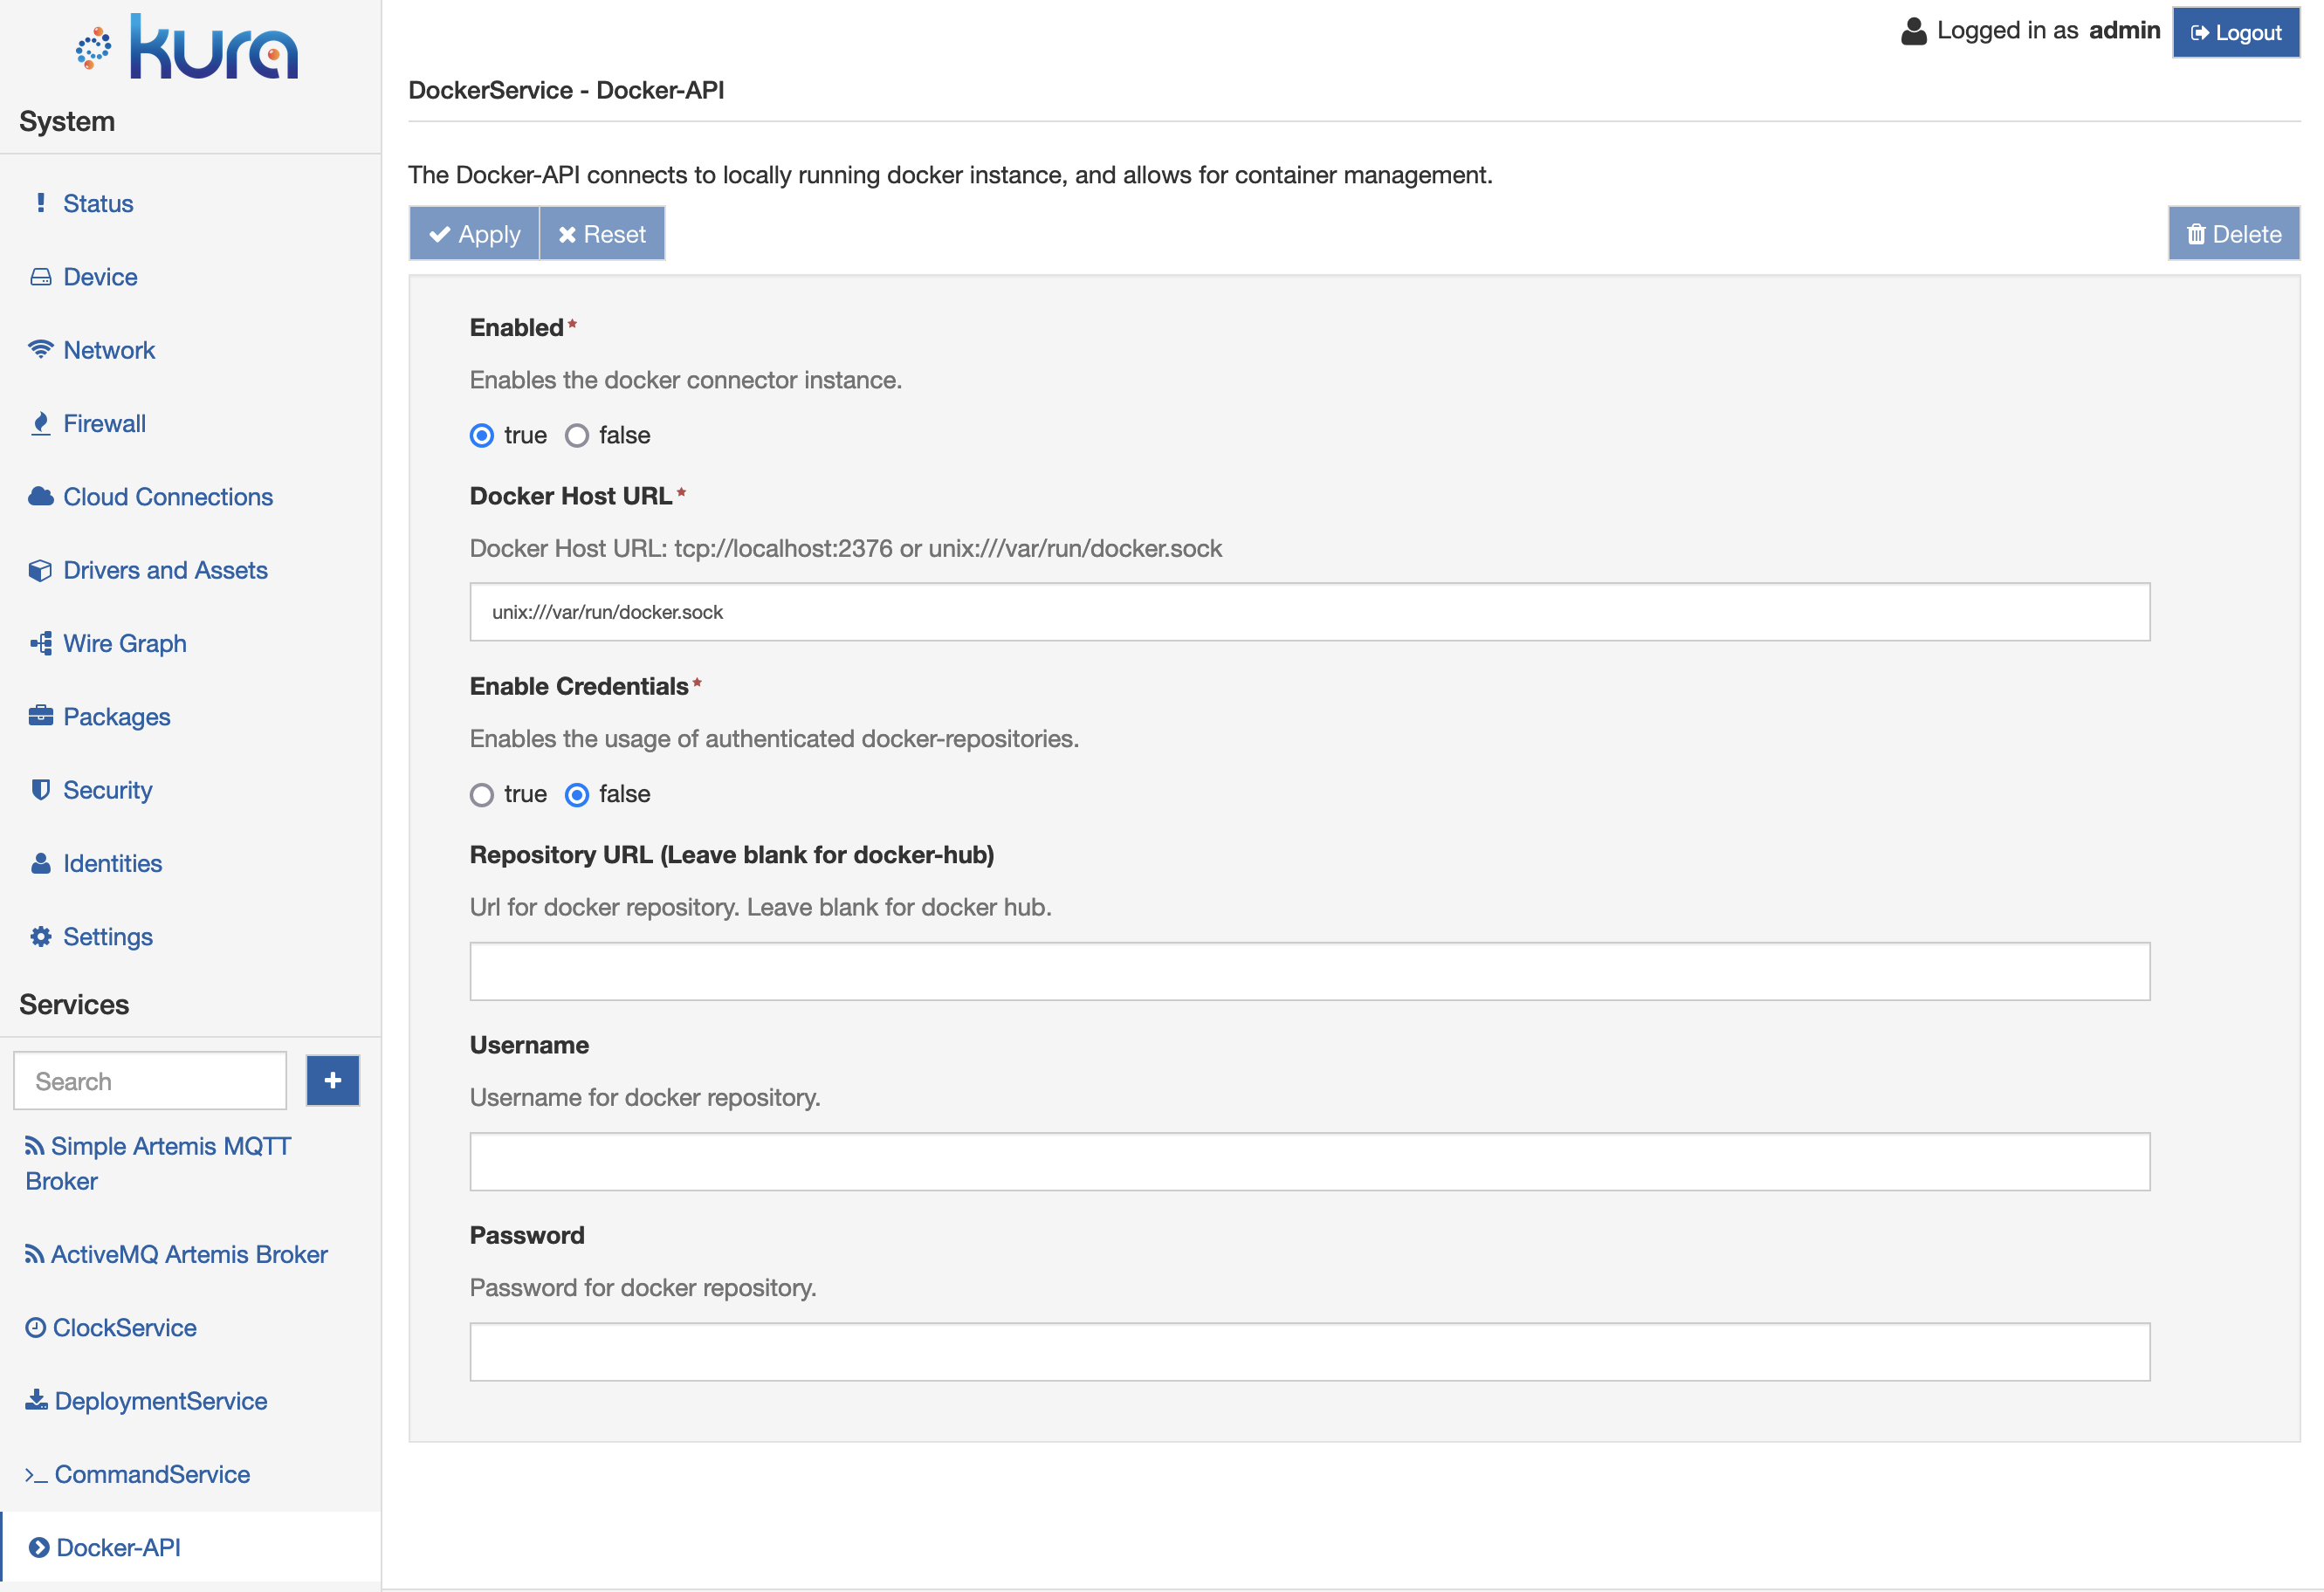 kura
System
Status
Device
Network
Firewall
Cloud Connections
Drivers and Assets
Wire Graph
Packages
Security
Identities
Settings
Services
Search
Simple Artemis MQTT
Broker
ActiveMQ Artemis Broker
ClockService
DeploymentService
CommandService
Docker-API
Logged in as admin
Logout
DockerService - Docker-API
The Docker-API connects to locally running docker instance, and allows for container management.
Apply
Reset
Delete
Enabled*
Enables the docker connector instance.
true false
Docker Host URL*
Docker Host URL: tcp://localhost:2376 or unix:///var/run/docker.sock
unix:///var/run/docker.sock
Enable Credentials*
Enables the usage of authenticated docker-repositories.
true false
Repository URL (Leave blank for docker-hub)
Url for docker repository. Leave blank for docker hub.
Username
Username for docker repository.
Password
Password for docker repository.